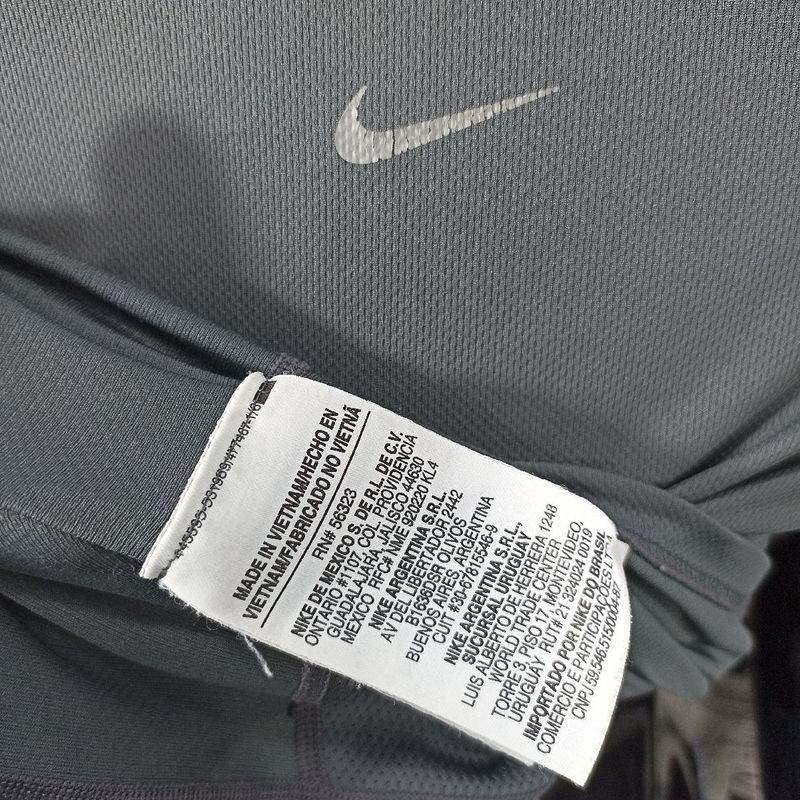 MADE IN VIETNAM/HECHO EN
VIETNAM/FABRICADO NO VIETNÃ
RN# 56323
NIKE DE MEXICO S. DE R.L. DE C.V.
ONTARIO #1107, COL. PROVIDENCIA
GUADALAJARA, JALISCO 44630
MEXICO RFC# NME 920220 KL4
NIKE ARGENTINA S.R.L.
AV DEL LIBERTADOR 2442
OLIVOS
BUENOS AIRES, ARGENTINA
CUIT #30-67815546-9
NIKE ARGENTINA S.R.L,
SUCURSAL URUGUAY
LUIS ALBERTO DE HERRERA 1248
WORLD TRADE CENTER
TORRE 3, PISO 17, MONTEVIDEO,
URUGUAY RUT# 21 324024 0019
IMPORTADO POR NIKE DO BRASIL
COMERCIO E PARTICIPACOES LTDA
CNPJ